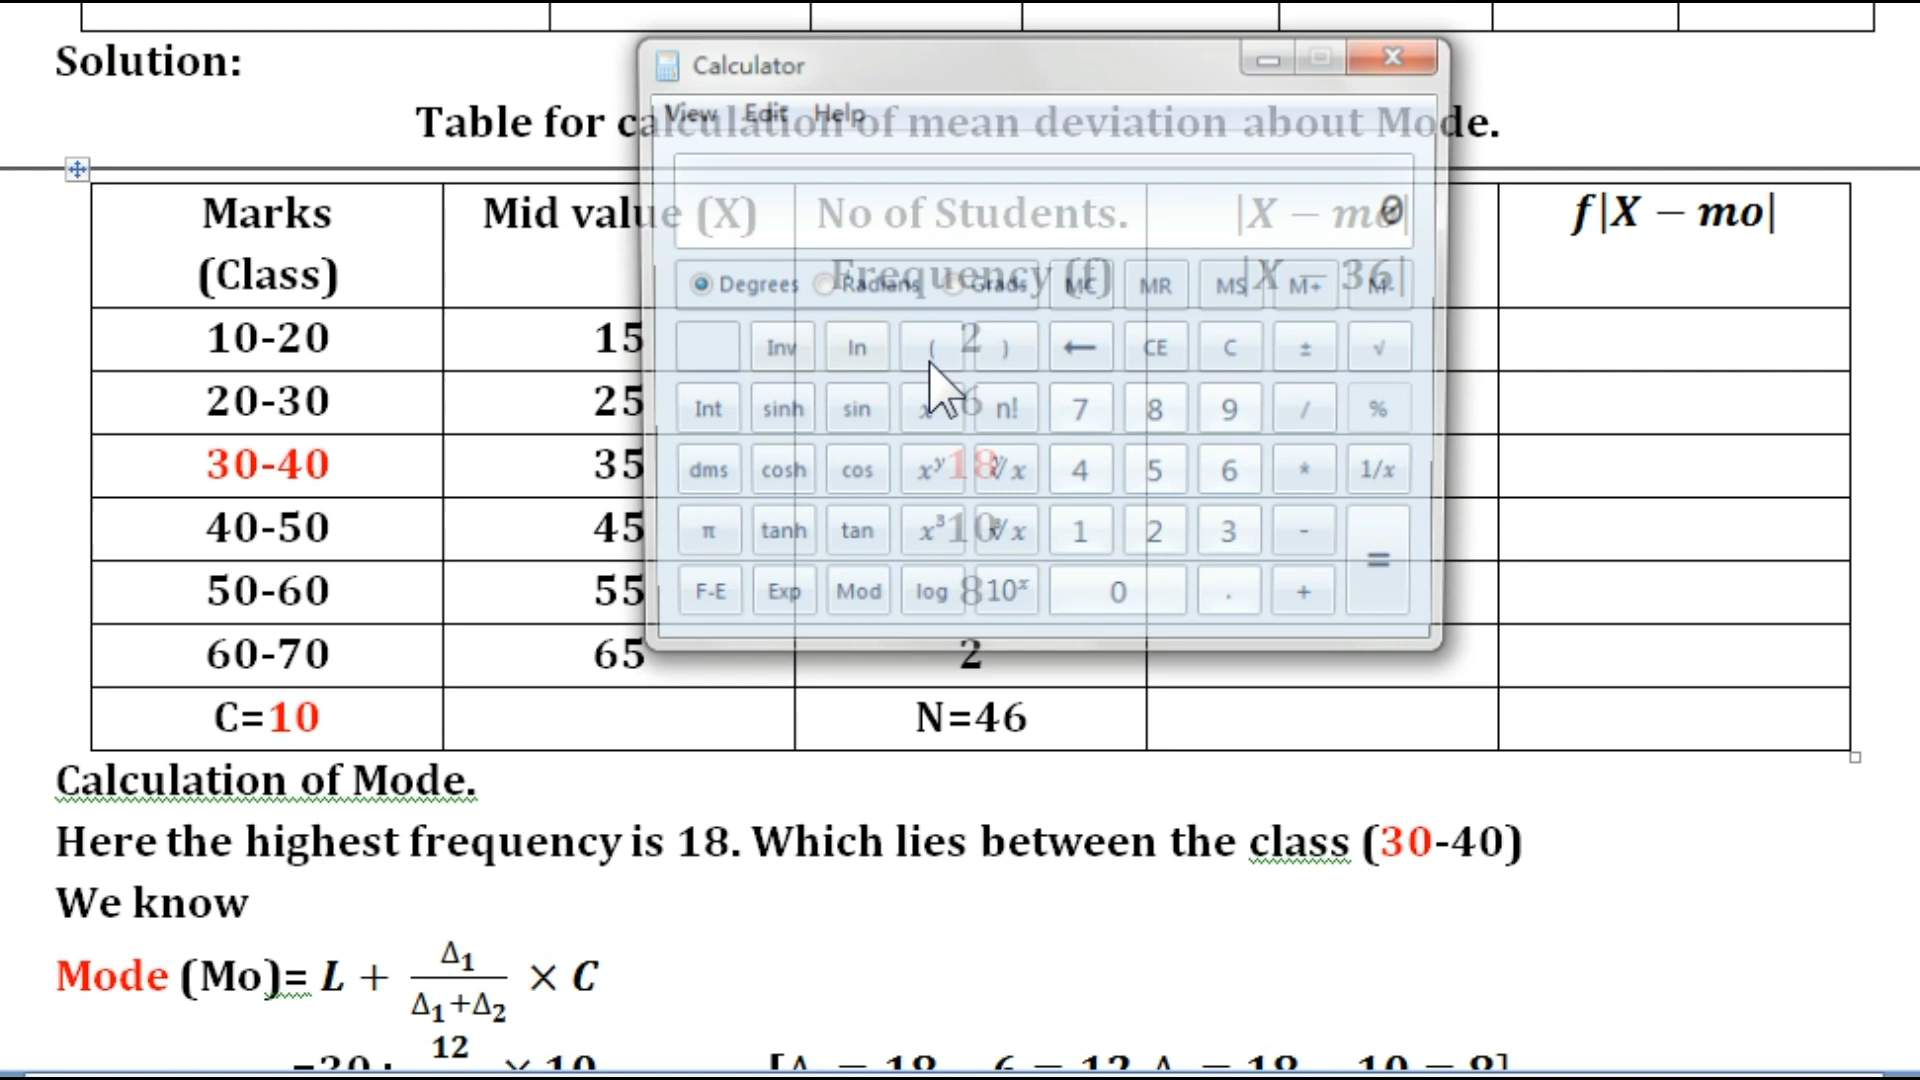 Solution:
Calculator
View Edit Help
Table for calculation of mean deviation about Mode.
0
Marks (Class) Mid value (X) No of Students. Frequency (f) |X − mo| |X − 36| f|X − mo|
Degrees Radians Grads MC MR MS M+ M-
Inv ln ( ) ← CE C ± √
Int sinh sin n! 7 8 9 / %
dms cosh cos xʸ ʸ√x 4 5 6 * 1/x
π tanh tan x³ ³√x 1 2 3 - =
F-E Exp Mod log 10ˣ 0 . +
10-20 15 2
20-30 25 6
30-40 35 18
40-50 45 10
50-60 55 8
60-70 65 2
C=10 N=46
Calculation of Mode.
Here the highest frequency is 18. Which lies between the class (30-40)
We know
Mode (Mo)= L + Δ₁/(Δ₁+Δ₂) × C
12